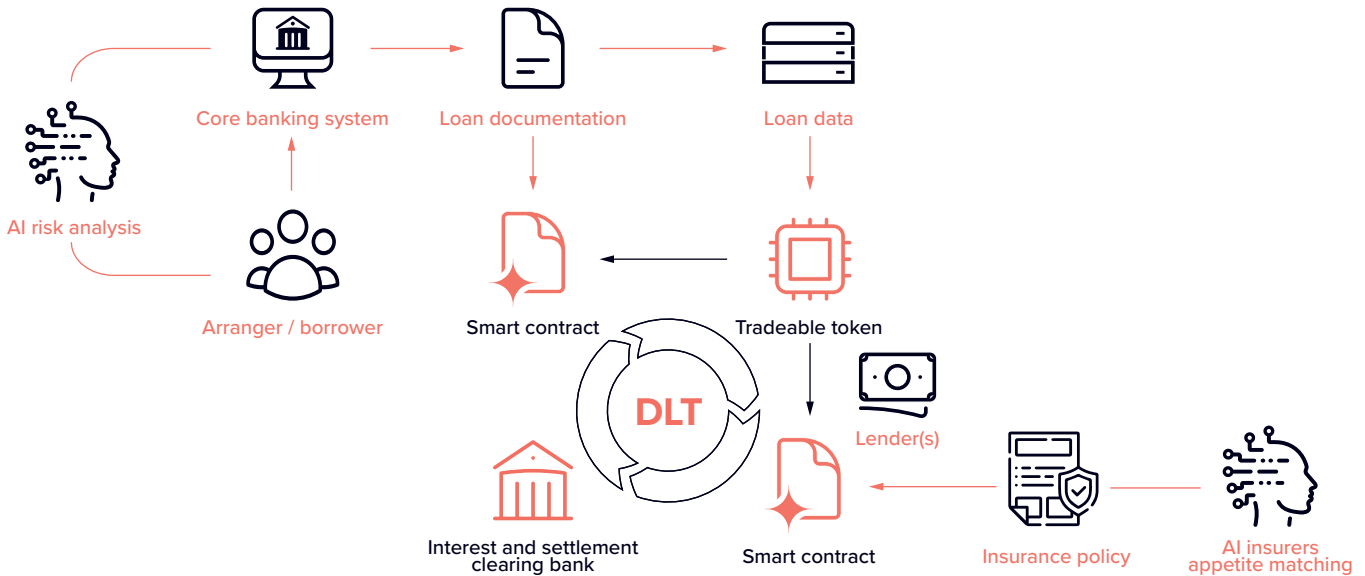 Core banking system
Loan documentation
Loan data
AI risk analysis
Arranger / borrower
Smart contract
Tradeable token
DLT
Lender(s)
Interest and settlement
clearing bank
Smart contract
Insurance policy
AI insurers
appetite matching